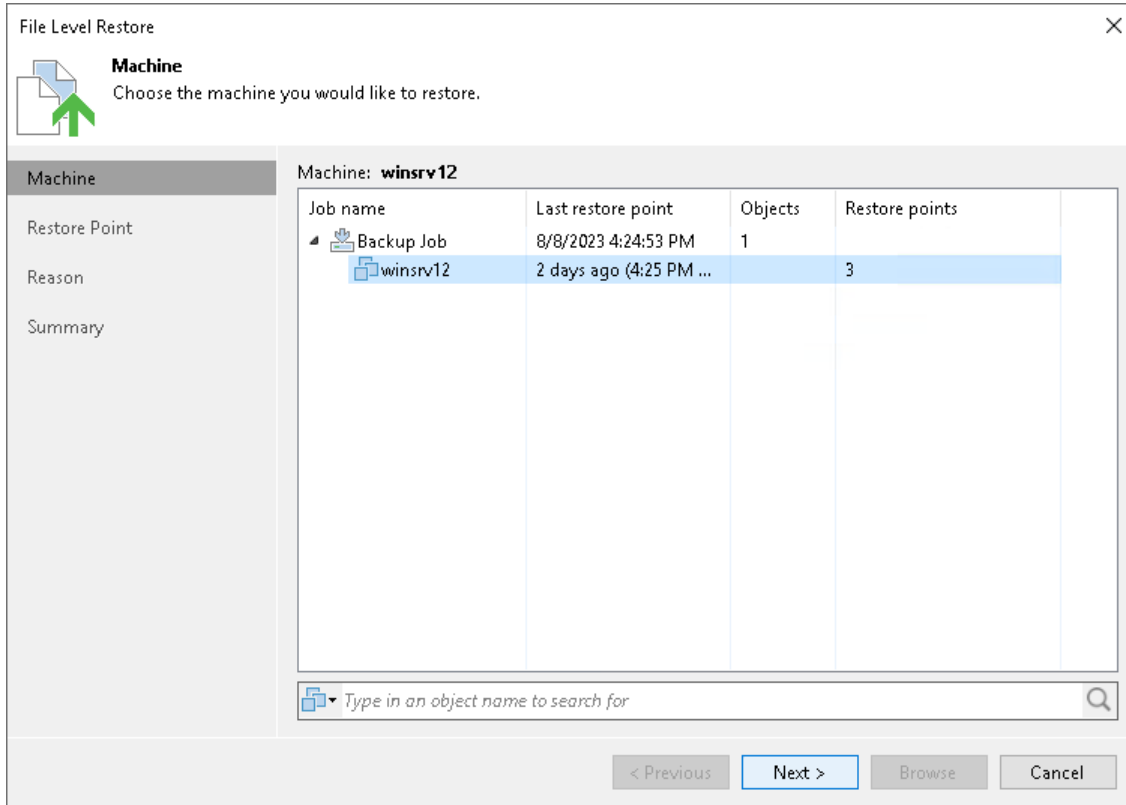 File Level Restore
Machine
Choose the machine you would like to restore.
Machine
Restore Point
Reason
Summary
Machine: winsrv12
Job name Last restore point Objects Restore points
Backup Job 8/8/2023 4:24:53 PM 1
winsrv12 2 days ago (4:25 PM ... 3
Type in an object name to search for
< Previous Next > Browse Cancel